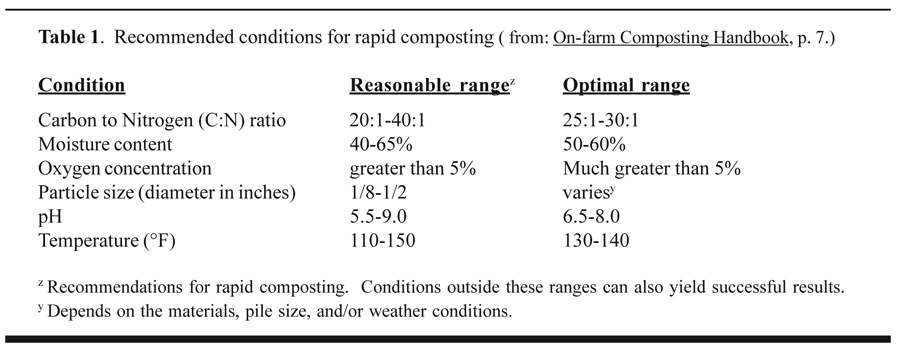 Table 1. Recommended conditions for rapid composting ( from: On-farm Composting Handbook, p. 7.)
Condition Reasonable rangeᶻ Optimal range
Carbon to Nitrogen (C:N) ratio 20:1-40:1 25:1-30:1
Moisture content 40-65% 50-60%
Oxygen concentration greater than 5% Much greater than 5%
Particle size (diameter in inches) 1/8-1/2 variesʸ
pH 5.5-9.0 6.5-8.0
Temperature (°F) 110-150 130-140
ᶻ Recommendations for rapid composting. Conditions outside these ranges can also yield successful results.
ʸ Depends on the materials, pile size, and/or weather conditions.